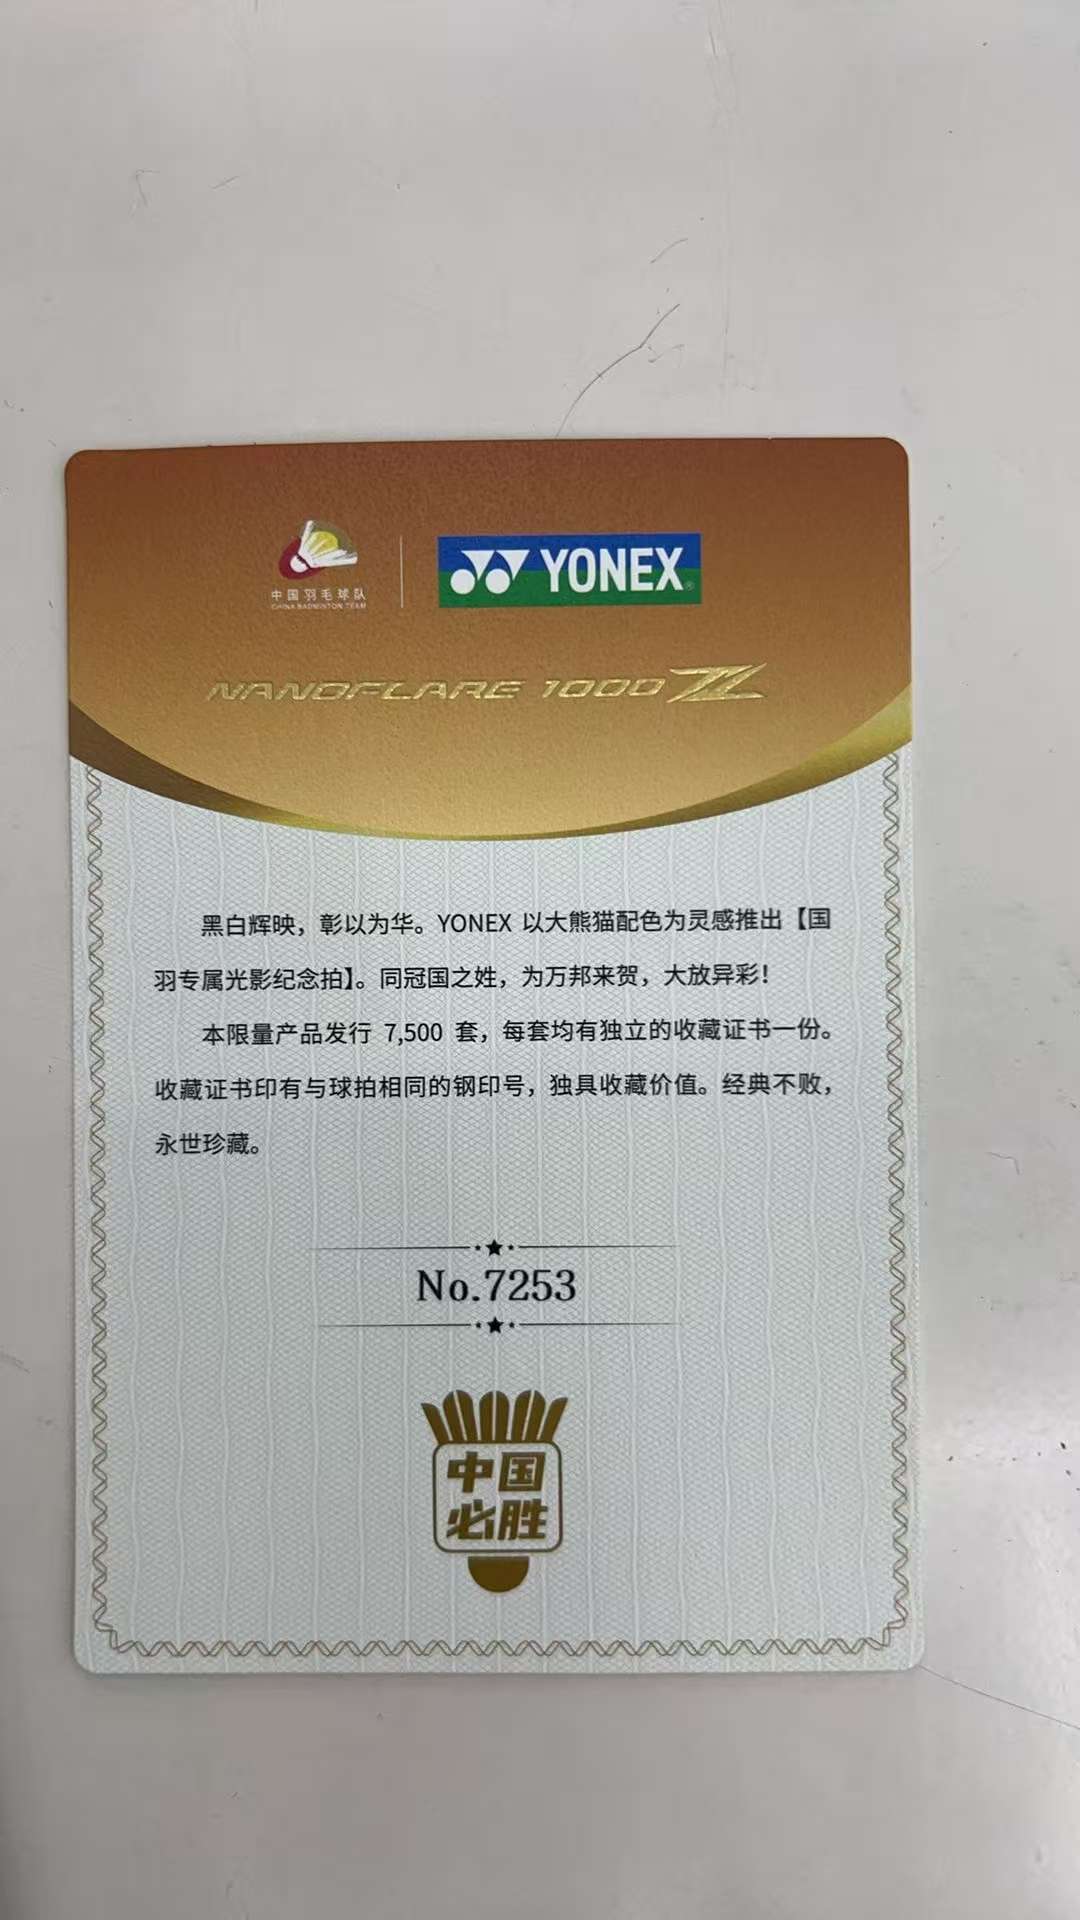 中国羽毛球队
CHINA BADMINTON TEAM
YONEX®
NANOFLARE 1000 Z
黑白辉映，彰以为华。YONEX 以大熊猫配色为灵感推出【国
羽专属光影纪念拍】。同冠国之姓，为万邦来贺，大放异彩！
本限量产品发行 7,500 套，每套均有独立的收藏证书一份。
收藏证书印有与球拍相同的钢印号，独具收藏价值。经典不败，
永世珍藏。
No.7253
中国
必胜